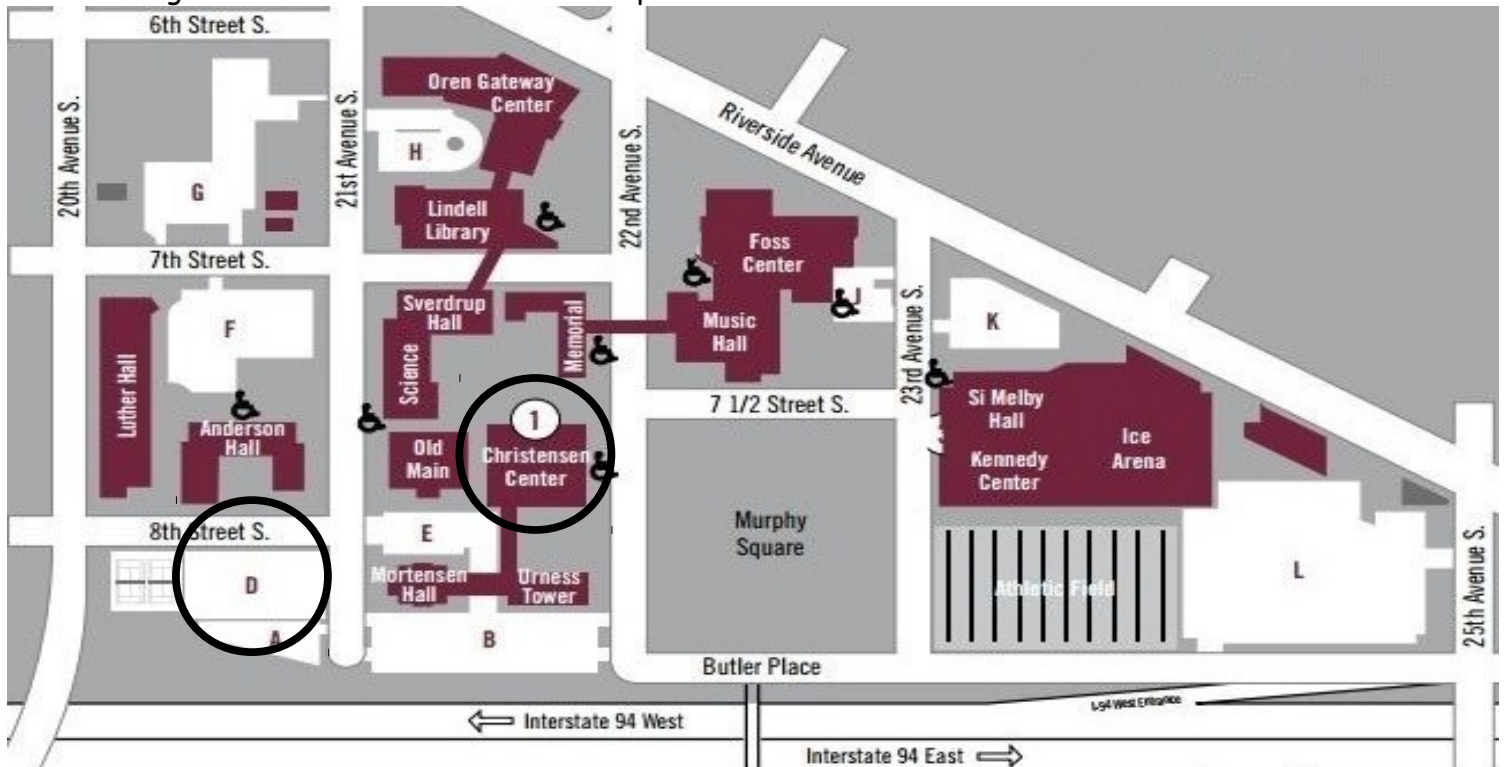 6th Street S.
20th Avenue S.
21st Avenue S.
22nd Avenue S.
Oren Gateway
Center
Riverside Avenue
H
G
Lindell
Library
7th Street S.
Foss
Center
J
23rd Avenue S.
K
Luther Hall
F
Sverdrup
Hall
Science
Memorial
Music
Hall
7 1/2 Street S.
Si Melby
Hall
Ice
Arena
Kennedy
Center
Anderson
Hall
Old
Main
1
Christensen
Center
8th Street S.
E
Murphy
Square
D
A
Mortensen
Hall
Urness
Tower
B
Athletic Field
L
25th Avenue S.
Butler Place
I-94 West Entrance
Interstate 94 West
Interstate 94 East